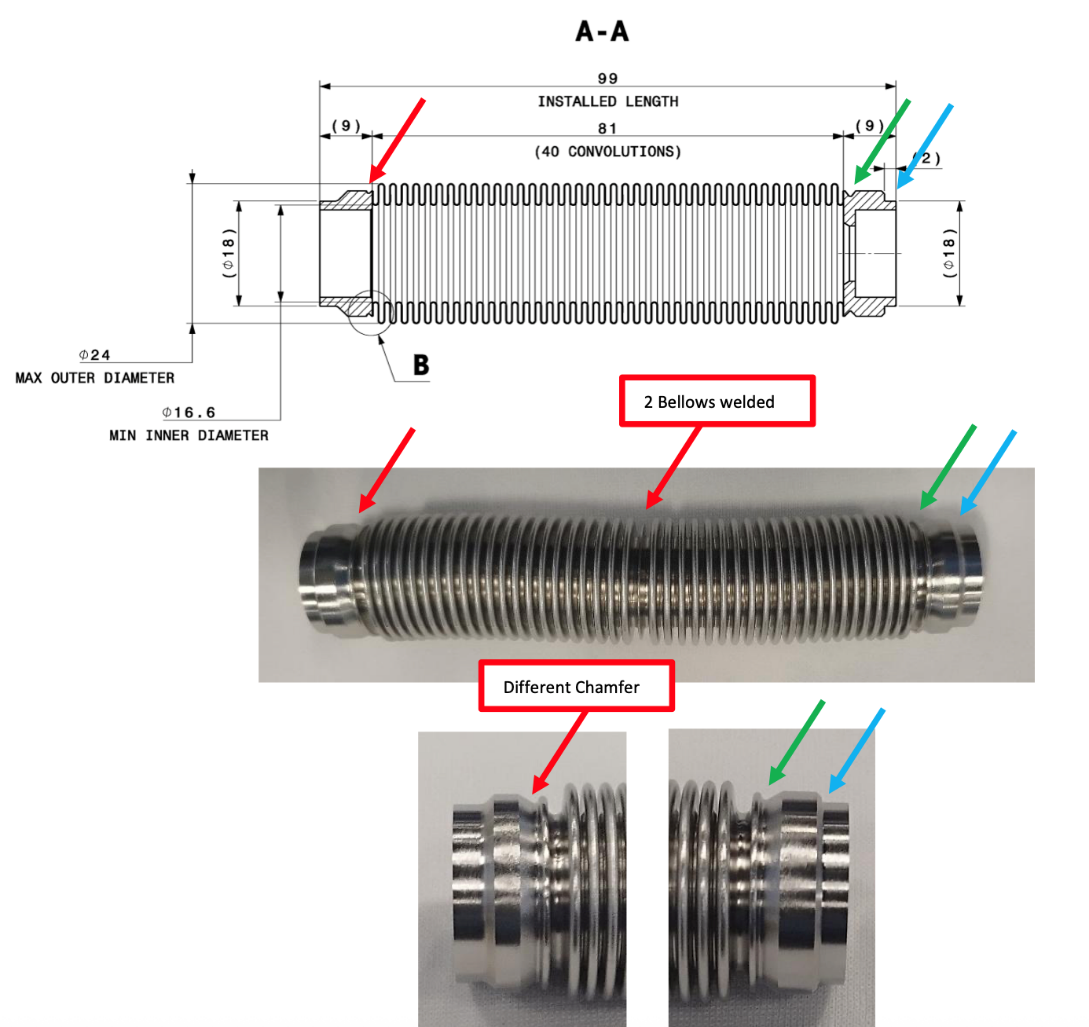 A-A
99
INSTALLED LENGTH
(9)
81
(9)
(40 CONVOLUTIONS)
(2)
(Φ18)
(Φ18)
Φ24
MAX OUTER DIAMETER
B
Φ16.6
MIN INNER DIAMETER
2 Bellows welded
Different Chamfer